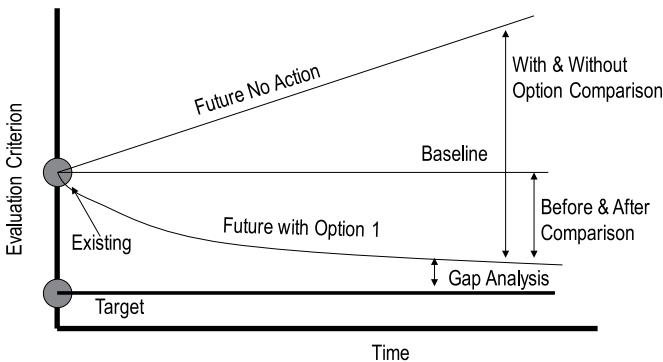 Future No Action
With & Without
Option Comparison
Baseline
Evaluation Criterion
Existing
Future with Option 1
Before & After
Comparison
Gap Analysis
Target
Time